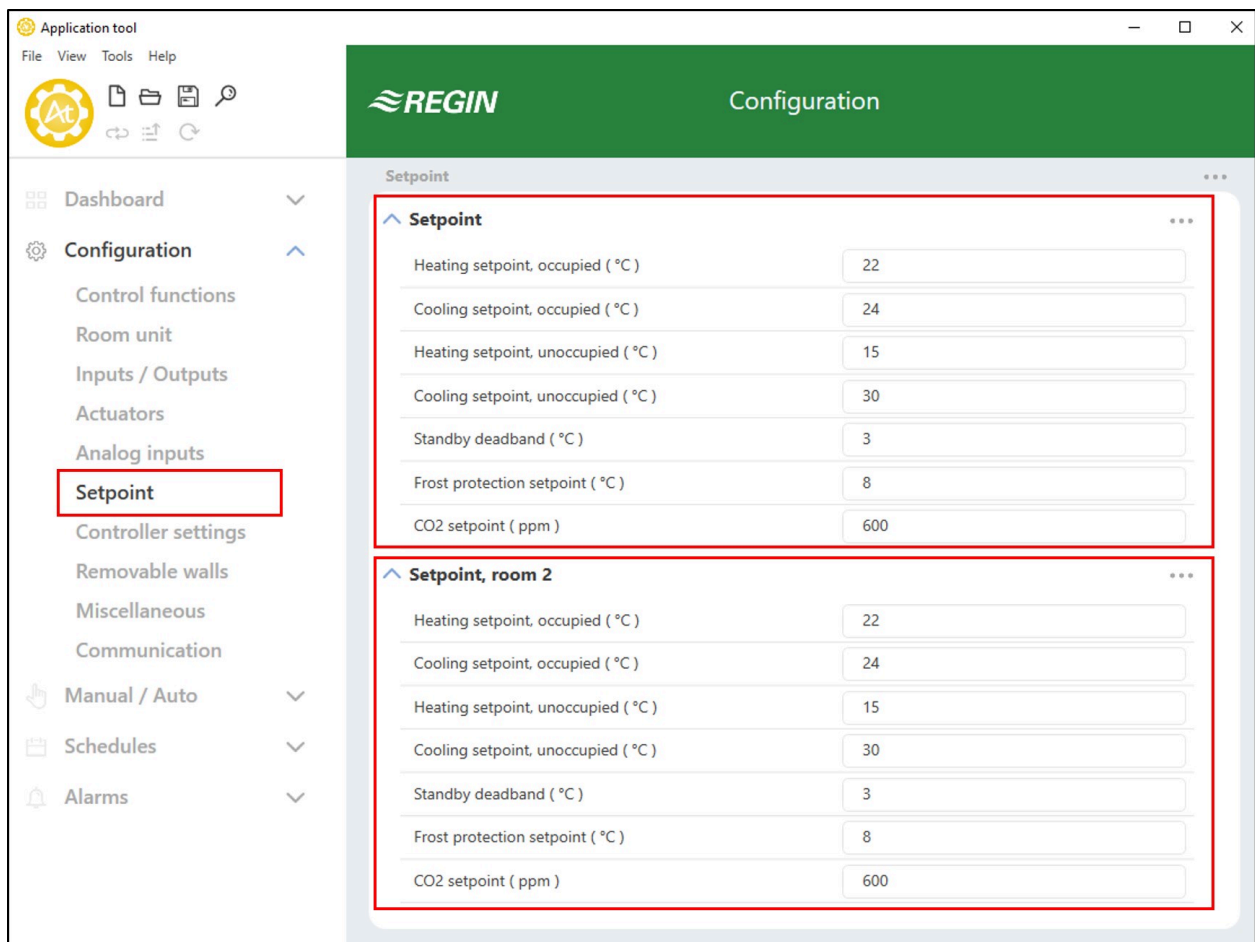 Application tool
File View Tools Help
At
REGIN
Configuration
Dashboard
Configuration
Control functions
Room unit
Inputs / Outputs
Actuators
Analog inputs
Setpoint
Controller settings
Removable walls
Miscellaneous
Communication
Manual / Auto
Schedules
Alarms
Setpoint
Setpoint
Heating setpoint, occupied ( °C ) 22
Cooling setpoint, occupied ( °C ) 24
Heating setpoint, unoccupied ( °C ) 15
Cooling setpoint, unoccupied ( °C ) 30
Standby deadband ( °C ) 3
Frost protection setpoint ( °C ) 8
CO2 setpoint ( ppm ) 600
Setpoint, room 2
Heating setpoint, occupied ( °C ) 22
Cooling setpoint, occupied ( °C ) 24
Heating setpoint, unoccupied ( °C ) 15
Cooling setpoint, unoccupied ( °C ) 30
Standby deadband ( °C ) 3
Frost protection setpoint ( °C ) 8
CO2 setpoint ( ppm ) 600